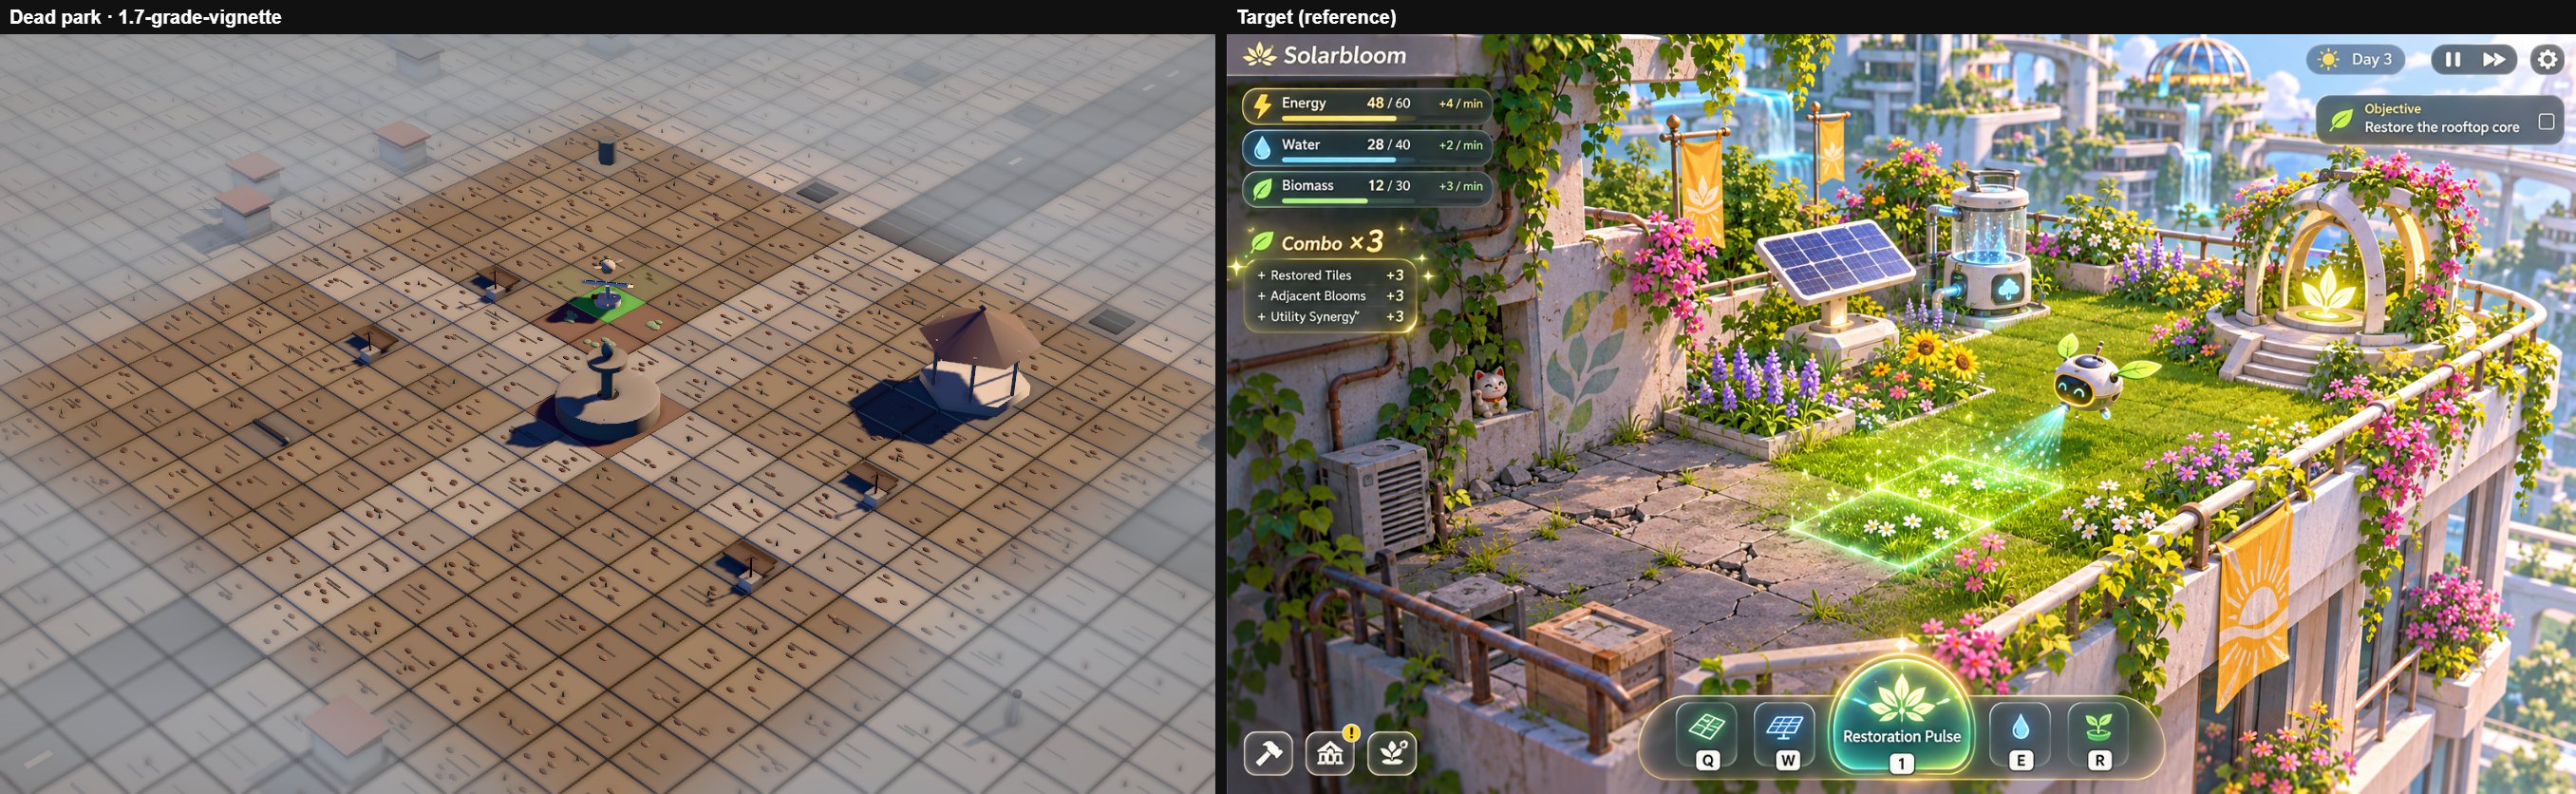 Dead park · 1.7-grade-vignette
Target (reference)
Solarbloom
Energy 48 / 60 +4 / min
Water 28 / 40 +2 / min
Biomass 12 / 30 +3 / min
Combo ×3
+ Restored Tiles +3
+ Adjacent Blooms +3
+ Utility Synergy +3
Day 3
Objective
Restore the rooftop core
!
Restoration Pulse
Q W 1 E R